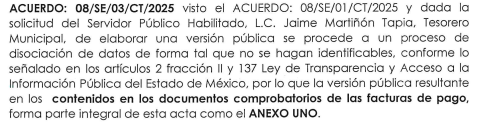 ACUERDO: 08/SE/03/CT/2025 visto el ACUERDO: 08/SE/01/CT/2025 y dada la
solicitud del Servidor Público Habilitado, L.C. Jaime Martiñón Tapia, Tesorero
Municipal, de elaborar una versión pública se procede a un proceso de
disociación de datos de forma tal que no se hagan identificables, conforme lo
señalado en los artículos 2 fracción II y 137 Ley de Transparencia y Acceso a la
Información Pública del Estado de México, por lo que la versión pública resultante
en los contenidos en los documentos comprobatorios de las facturas de pago,
forma parte integral de esta acta como el ANEXO UNO.